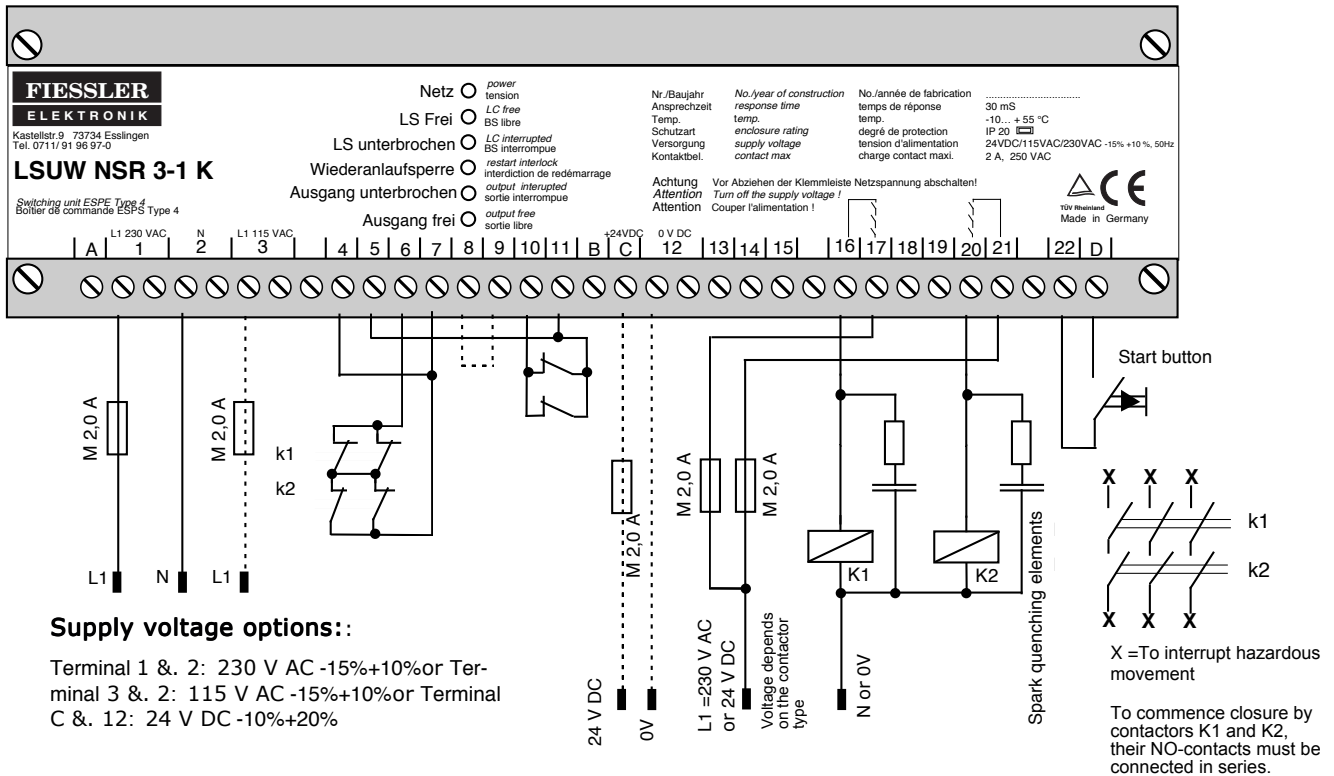 FIESSLER
ELEKTRONIK
Kastellstr.9 73734 Esslingen
Tel. 0711/ 91 96 97-0
LSUW NSR 3-1 K
Switching unit ESPE Type 4
Boîtier de commande ESPS Type 4
Netz power
tension
LS Frei LC free
BS libre
LS unterbrochen LC interrupted
BS interrompue
Wiederanlaufsperre restart interlock
interdiction de redémarrage
Ausgang unterbrochen output interupted
sortie interrompue
Ausgang frei output free
sortie libre
Nr./Baujahr No./year of construction No./année de fabrication ..................................
Ansprechzeit response time temps de réponse 30 mS
Temp. temp. temp. -10... + 55 °C
Schutzart enclosure rating degré de protection IP 20
Versorgung supply voltage tension d'alimentation 24VDC/115VAC/230VAC -15% +10 %, 50Hz
Kontaktbel. contact max charge contact maxi. 2 A, 250 VAC
Achtung Vor Abziehen der Klemmleiste Netzspannung abschalten!
Attention Turn off the supply voltage !
Attention Couper l'alimentation !
TÜV Rheinland
CE
Made in Germany
L1 230 VAC N L1 115 VAC +24VDC 0 V DC
A 1 2 3 4 5 6 7 8 9 10 11 B C 12 13 14 15 16 17 18 19 20 21 22 D
Start button
M 2,0 A
M 2,0 A
k1
k2
M 2,0 A
M 2,0 A
M 2,0 A
K1
K2
Spark quenching elements
X X X
k1
k2
X X X
L1 N L1
24 V DC
0V
L1 =230 V AC
or 24 V DC
Voltage depends
on the contactor
type
N or 0V
Supply voltage options::
Terminal 1 &. 2: 230 V AC -15%+10%or Ter-
minal 3 &. 2: 115 V AC -15%+10%or Terminal
C &. 12: 24 V DC -10%+20%
X =To interrupt hazardous
movement
To commence closure by
contactors K1 and K2,
their NO-contacts must be
connected in series.